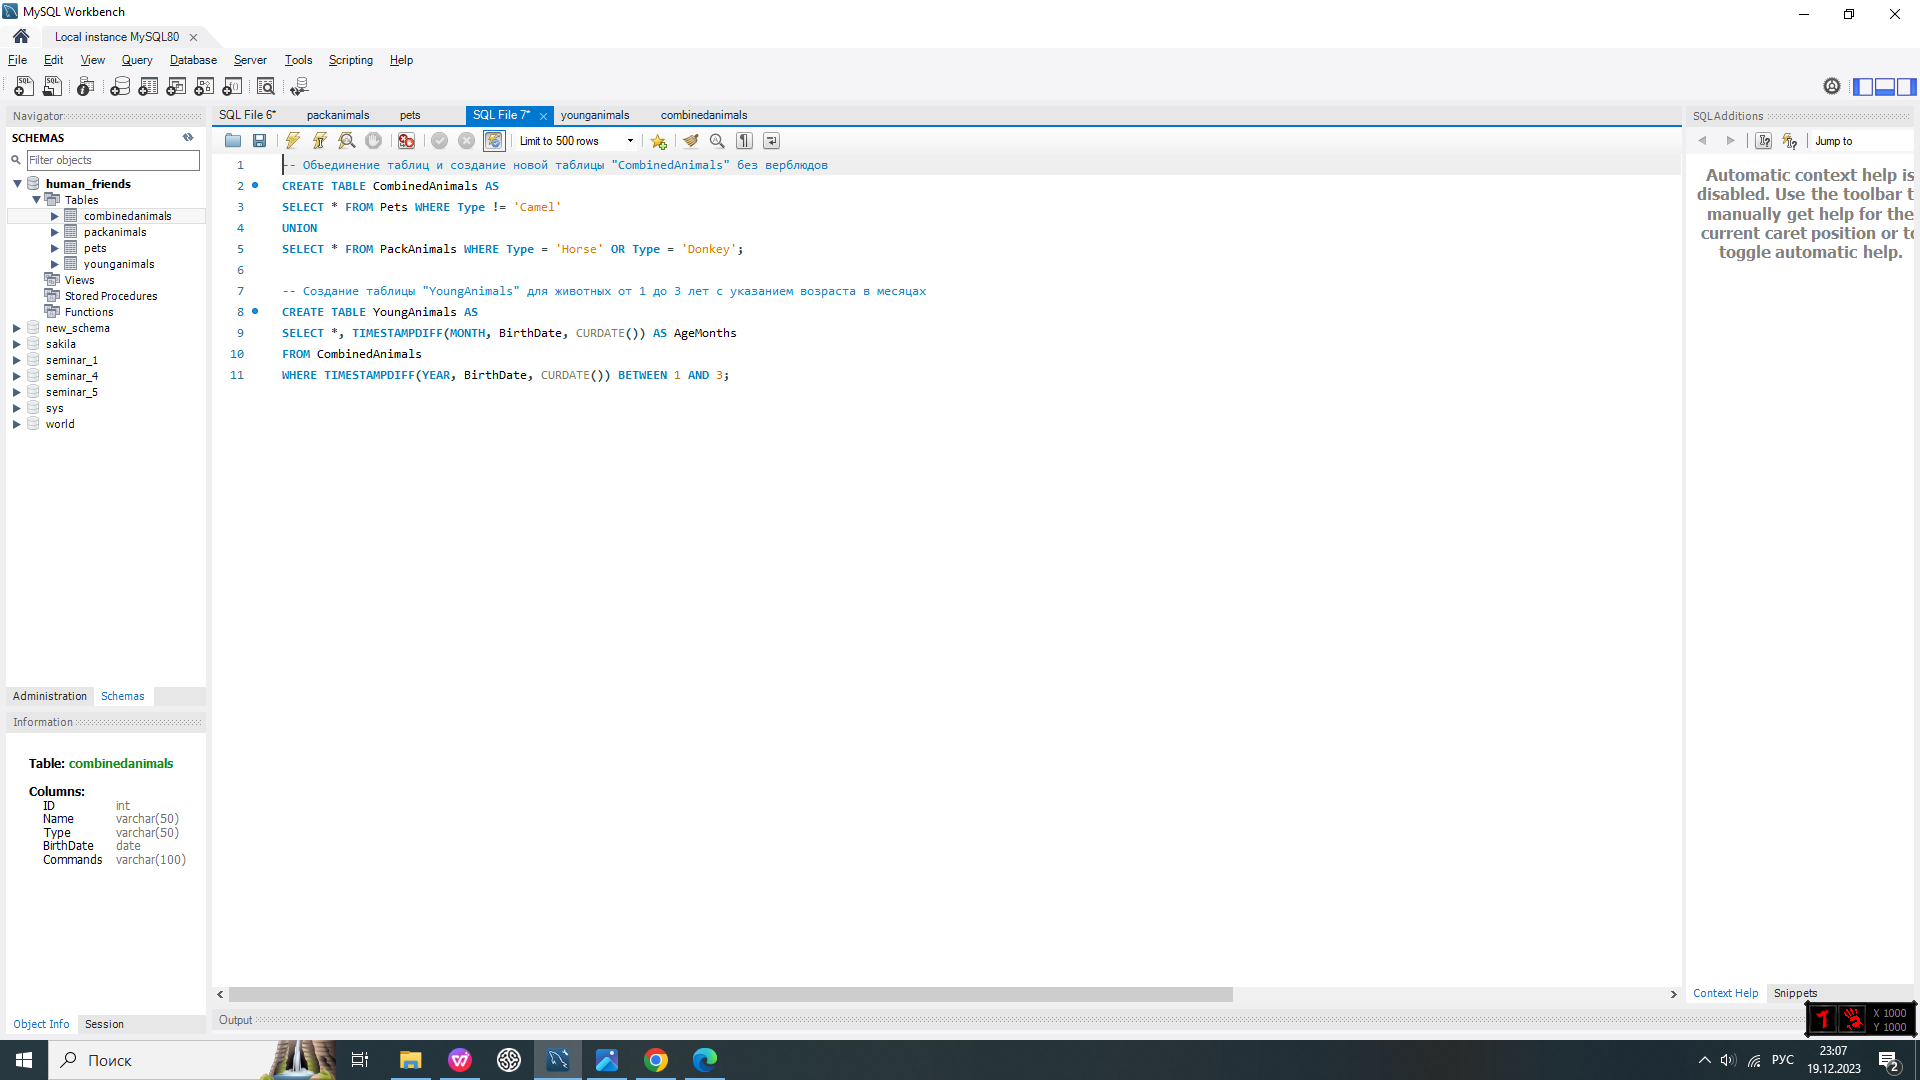 MySQL Workbench
Local instance MySQL80
File Edit View Query Database Server Tools Scripting Help
Navigator
SCHEMAS
Filter objects
human_friends
Tables
combinedanimals
packanimals
pets
younganimals
Views
Stored Procedures
Functions
new_schema
sakila
seminar_1
seminar_4
seminar_5
sys
world
Administration Schemas
Information
Table: combinedanimals
Columns:
ID int
Name varchar(50)
Type varchar(50)
BirthDate date
Commands varchar(100)
Object Info Session
SQL File 6* packanimals pets SQL File 7* younganimals combinedanimals
Limit to 500 rows
1 -- Объединение таблиц и создание новой таблицы "CombinedAnimals" без верблюдов
2 CREATE TABLE CombinedAnimals AS
3 SELECT * FROM Pets WHERE Type != 'Camel'
4 UNION
5 SELECT * FROM PackAnimals WHERE Type = 'Horse' OR Type = 'Donkey';
6
7 -- Создание таблицы "YoungAnimals" для животных от 1 до 3 лет с указанием возраста в месяцах
8 CREATE TABLE YoungAnimals AS
9 SELECT *, TIMESTAMPDIFF(MONTH, BirthDate, CURDATE()) AS AgeMonths
10 FROM CombinedAnimals
11 WHERE TIMESTAMPDIFF(YEAR, BirthDate, CURDATE()) BETWEEN 1 AND 3;
Output
SQLAdditions
Jump to
Automatic context help is
disabled. Use the toolbar t
manually get help for the
current caret position or to
toggle automatic help.
Context Help Snippets
X 1000
Y 1000
Поиск
РУС
23:07
19.12.2023
2